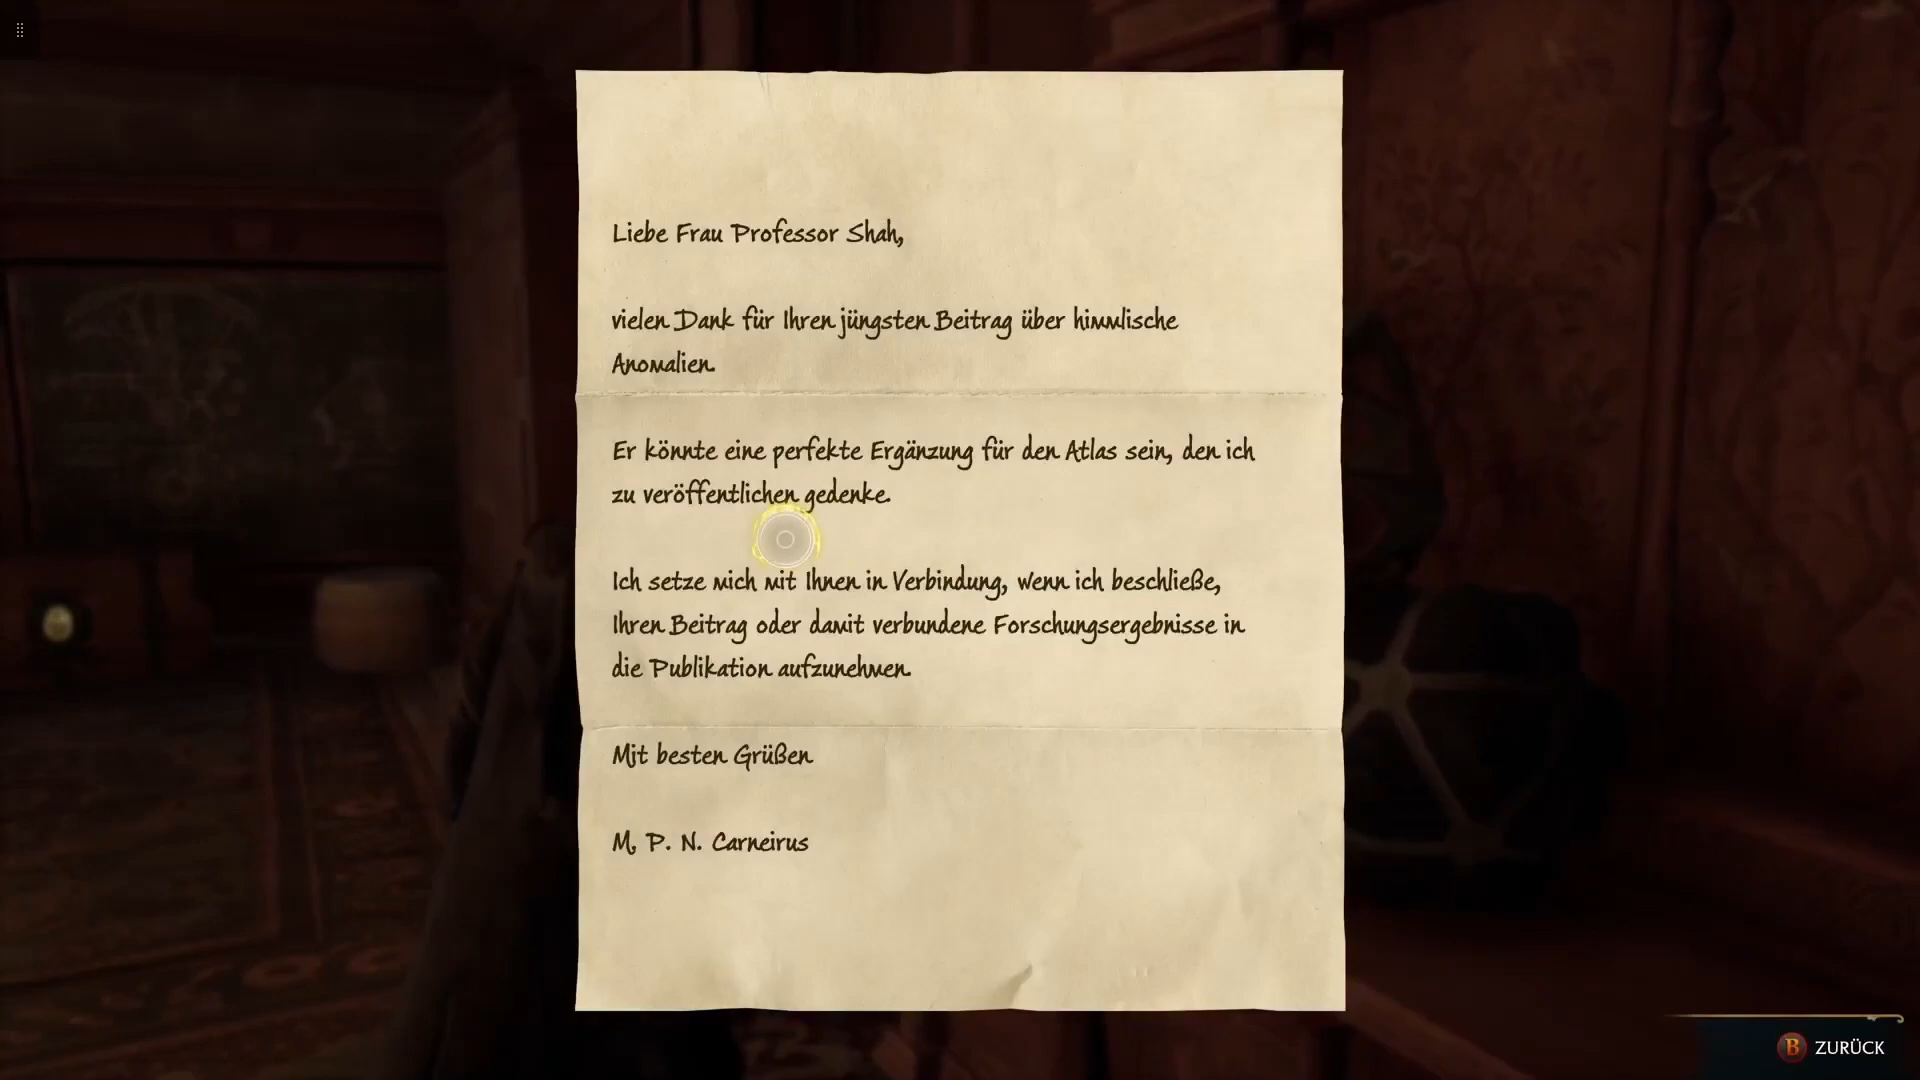 Liebe Frau Professor Shah,
vielen Dank für Ihren jüngsten Beitrag über himmlische
Anomalien.
Er könnte eine perfekte Ergänzung für den Atlas sein, den ich
zu veröffentlichen gedenke.
Ich setze mich mit Ihnen in Verbindung, wenn ich beschließe,
Ihren Beitrag oder damit verbundene Forschungsergebnisse in
die Publikation aufzunehmen.
Mit besten Grüßen
M. P. N. Carneirus
B ZURÜCK